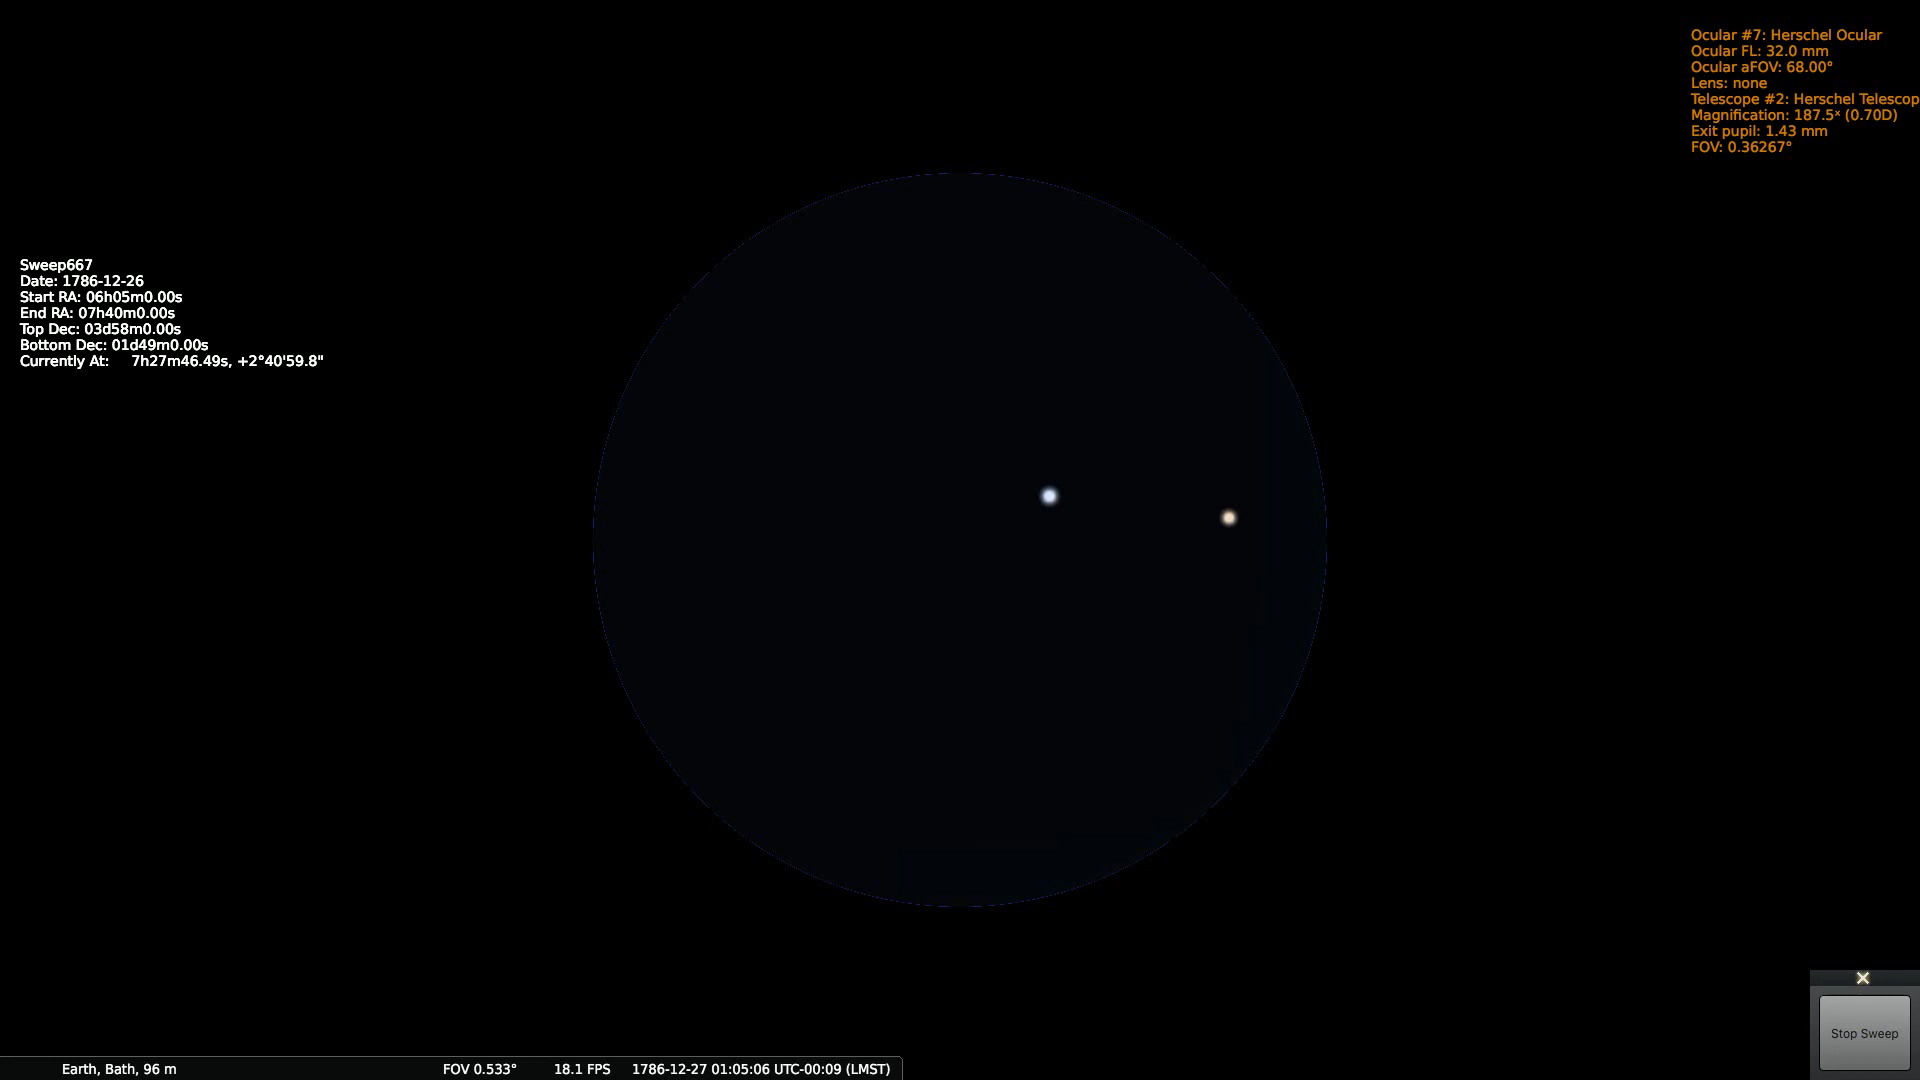 Ocular #7: Herschel Ocular
Ocular FL: 32.0 mm
Ocular aFOV: 68.00°
Lens: none
Telescope #2: Herschel Telescop
Magnification: 187.5ˣ (0.70D)
Exit pupil: 1.43 mm
FOV: 0.36267°
Sweep667
Date: 1786-12-26
Start RA: 06h05m0.00s
End RA: 07h40m0.00s
Top Dec: 03d58m0.00s
Bottom Dec: 01d49m0.00s
Currently At: 7h27m46.49s, +2°40'59.8"
Stop Sweep
Earth, Bath, 96 m FOV 0.533° 18.1 FPS 1786-12-27 01:05:06 UTC-00:09 (LMST)